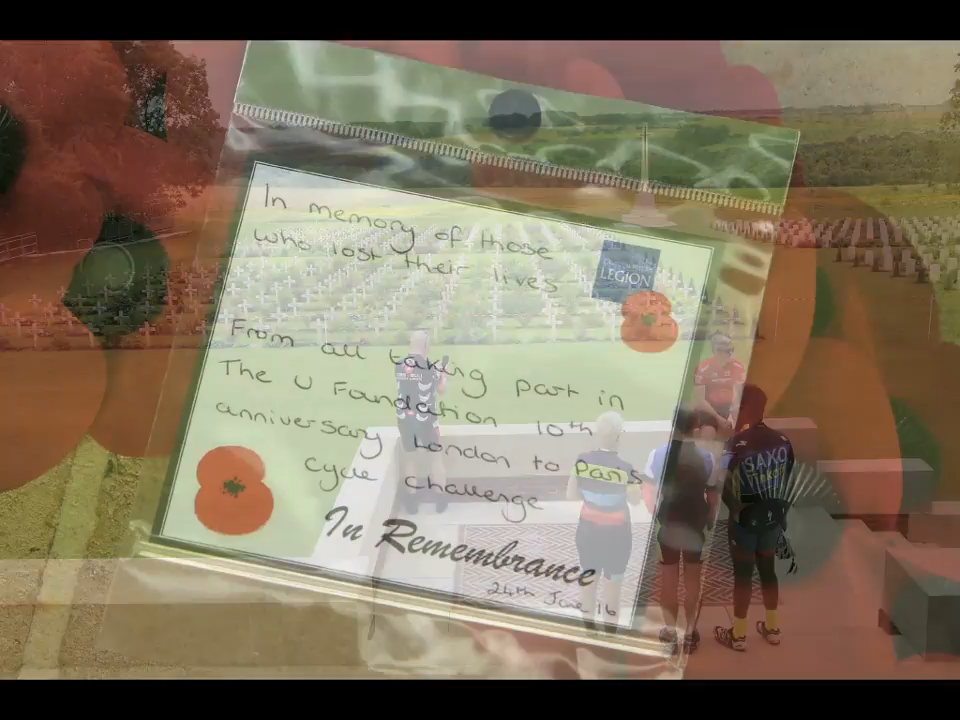 In memory of those
who lost their lives
LEGION
From all taking part in
The U Foundation 10th
anniversary London to Paris
cycle challenge
In Remembrance
24th June 16
SAXO